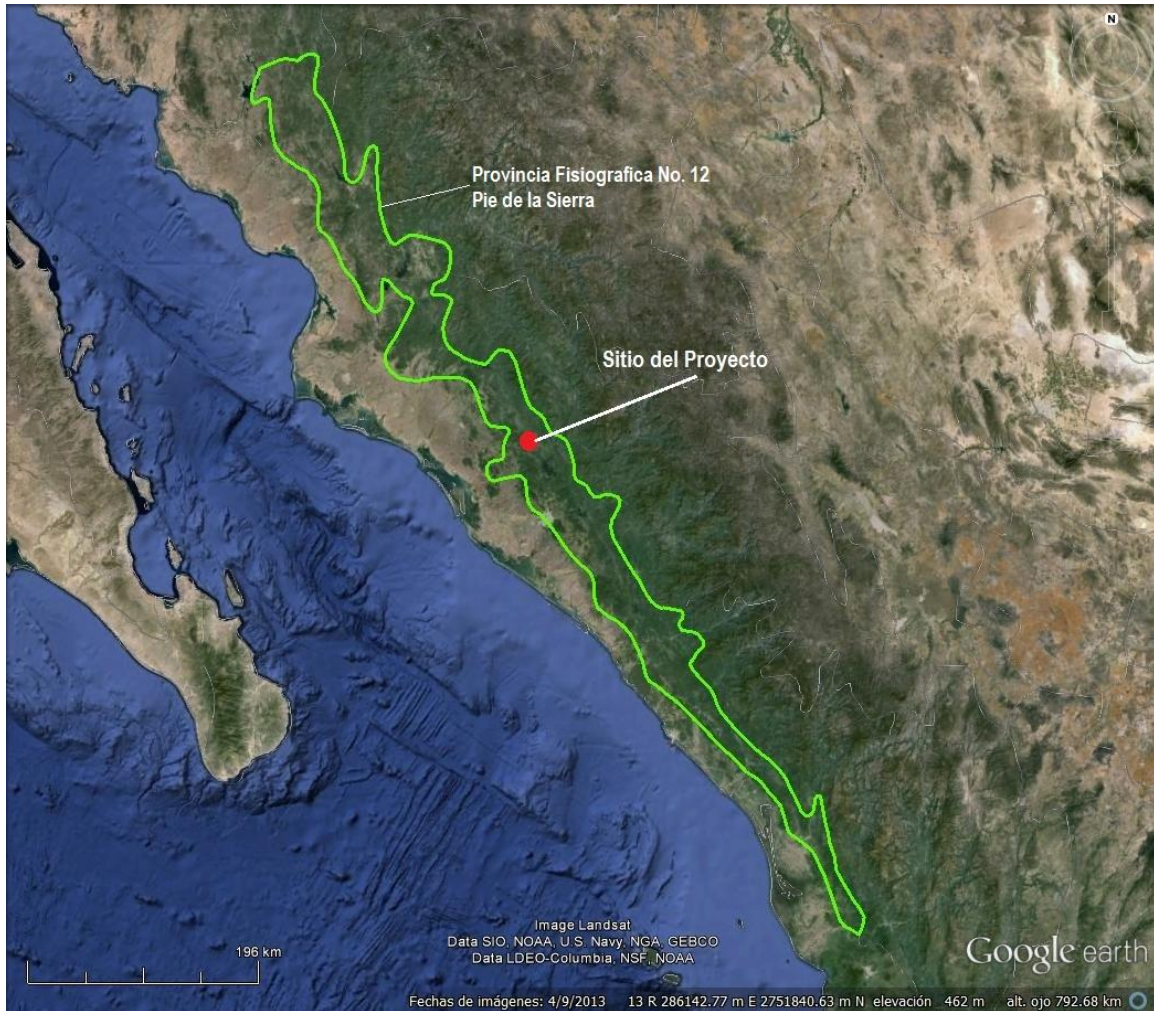 N
Provincia Fisiografica No. 12
Pie de la Sierra
Sitio del Proyecto
Image Landsat
Data SIO, NOAA, U.S. Navy, NGA, GEBCO
Data LDEO-Columbia, NSF, NOAA
196 km
Google earth
Fechas de imágenes: 4/9/2013 13 R 286142.77 m E 2751840.63 m N elevación 462 m alt. ojo 792.68 km